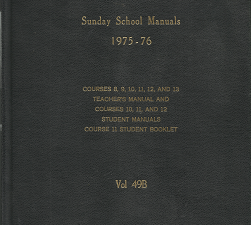 Sunday School Manuals
1975-76
COURSES 8, 9, 10, 11, 12, AND 13
TEACHER'S MANUAL AND
COURSES 10, 11, AND 12
STUDENT MANUALS
COURSE 11 STUDENT BOOKLET
Vol 49B